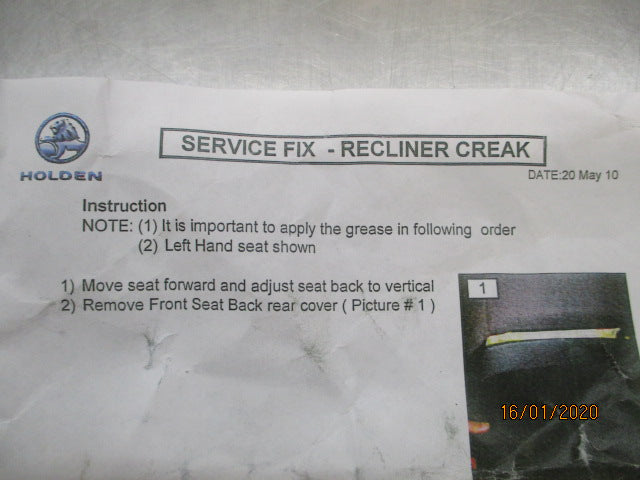 HOLDEN
SERVICE FIX - RECLINER CREAK
DATE:20 May 10
Instruction
NOTE: (1) It is important to apply the grease in following order
(2) Left Hand seat shown
1) Move seat forward and adjust seat back to vertical
2) Remove Front Seat Back rear cover ( Picture # 1 )
1
16/01/2020